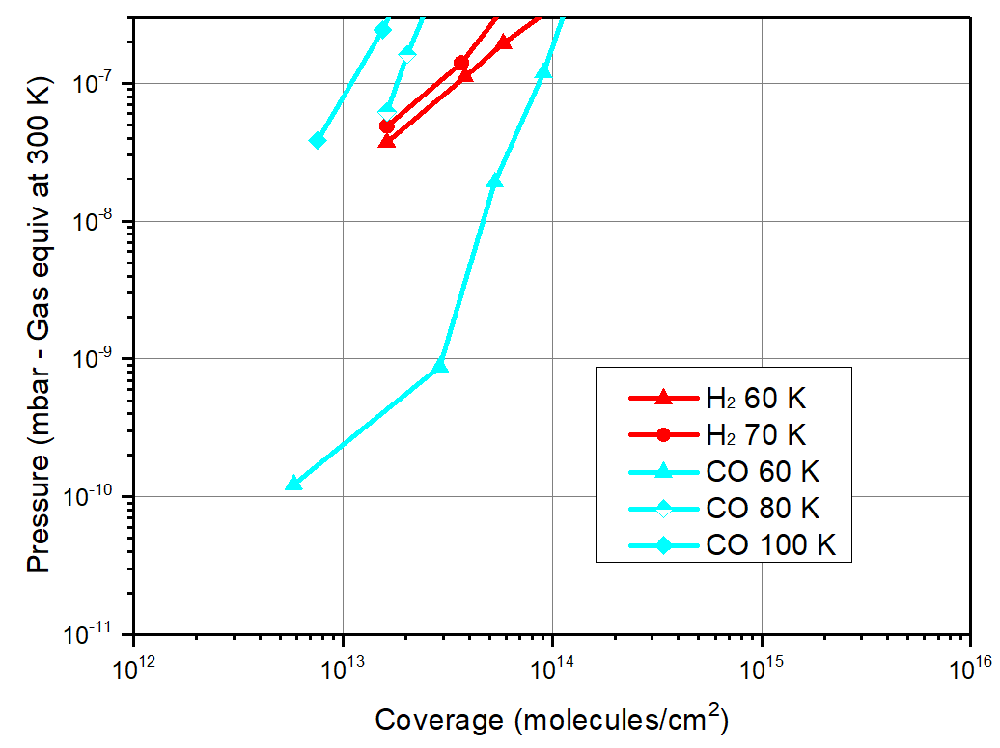 Pressure (mbar - Gas equiv at 300 K)
10⁻⁷
10⁻⁸
10⁻⁹
10⁻¹⁰
10⁻¹¹
H₂ 60 K
H₂ 70 K
CO 60 K
CO 80 K
CO 100 K
10¹² 10¹³ 10¹⁴ 10¹⁵ 10¹⁶
Coverage (molecules/cm²)